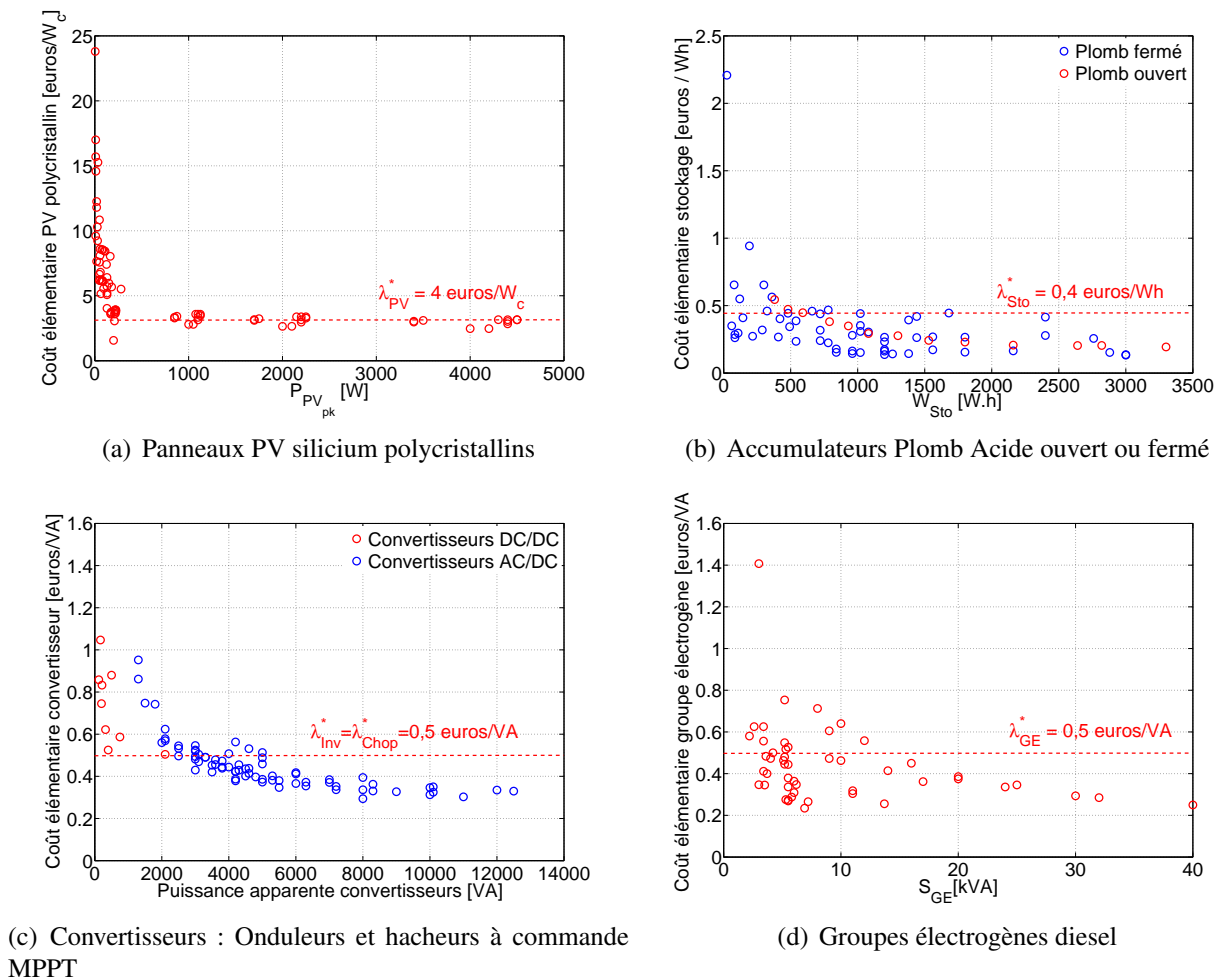 Coût élémentaire PV polycristallin [euros/W_c]
25
20
15
10
5
0
0 1000 2000 3000 4000 5000
P_PV_pk [W]
λ*_PV = 4 euros/W_c
(a) Panneaux PV silicium polycristallins
Coût élémentaire stockage [euros / Wh]
2.5
2
1.5
1
0.5
0
0 500 1000 1500 2000 2500 3000 3500
W_Sto [W.h]
Plomb fermé
Plomb ouvert
λ*_Sto = 0,4 euros/Wh
(b) Accumulateurs Plomb Acide ouvert ou fermé
Coût élémentaire convertisseur [euros/VA]
1.6
1.4
1.2
1
0.8
0.6
0.4
0.2
0
0 2000 4000 6000 8000 10000 12000 14000
Puissance apparente convertisseurs [VA]
Convertisseurs DC/DC
Convertisseurs AC/DC
λ*_Inv=λ*_Chop=0,5 euros/VA
(c) Convertisseurs : Onduleurs et hacheurs à commande
MPPT
Coût élémentaire groupe électrogène [euros/VA
1.6
1.4
1.2
1
0.8
0.6
0.4
0.2
0
0 10 20 30 40
S_GE[kVA]
λ*_GE = 0,5 euros/VA
(d) Groupes électrogènes diesel